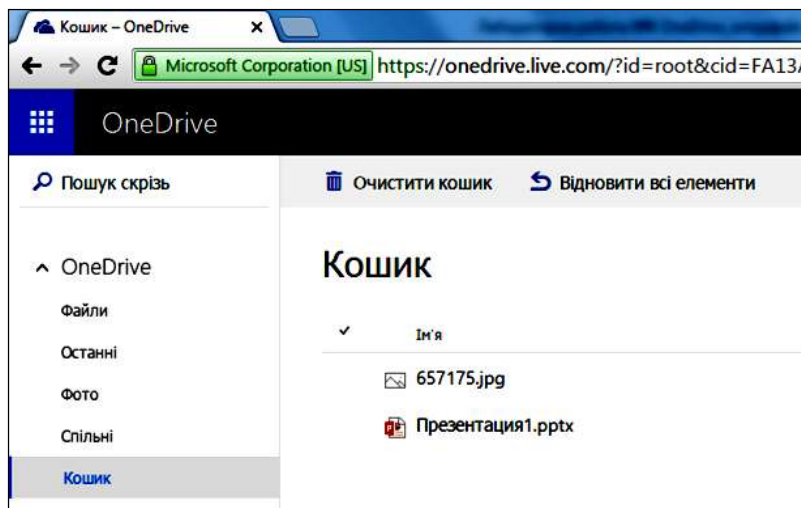 Кошик – OneDrive
Microsoft Corporation [US] https://onedrive.live.com/?id=root&cid=FA13
OneDrive
Пошук скрізь
Очистити кошик Відновити всі елементи
OneDrive
Файли
Останні
Фото
Спільні
Кошик
Кошик
Ім'я
657175.jpg
Презентация1.pptx